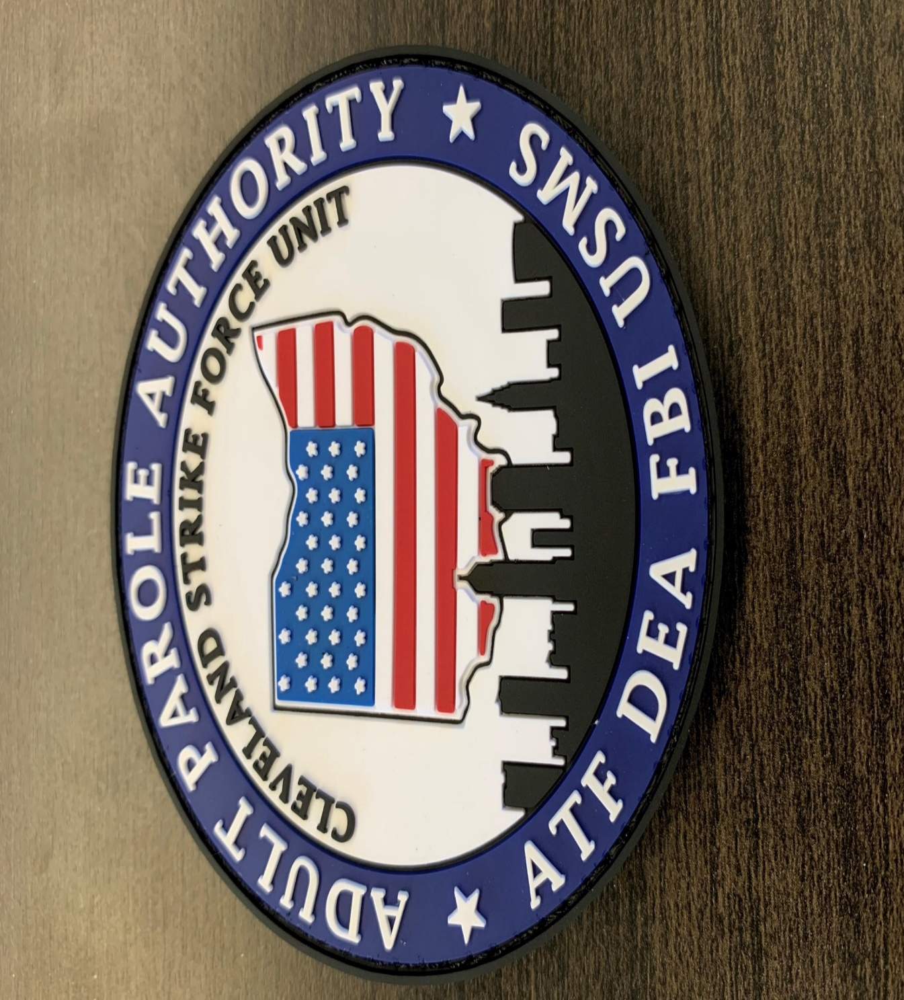 ADULT PAROLE AUTHORITY
CLEVELAND STRIKE FORCE UNIT
ATF DEA FBI USMS